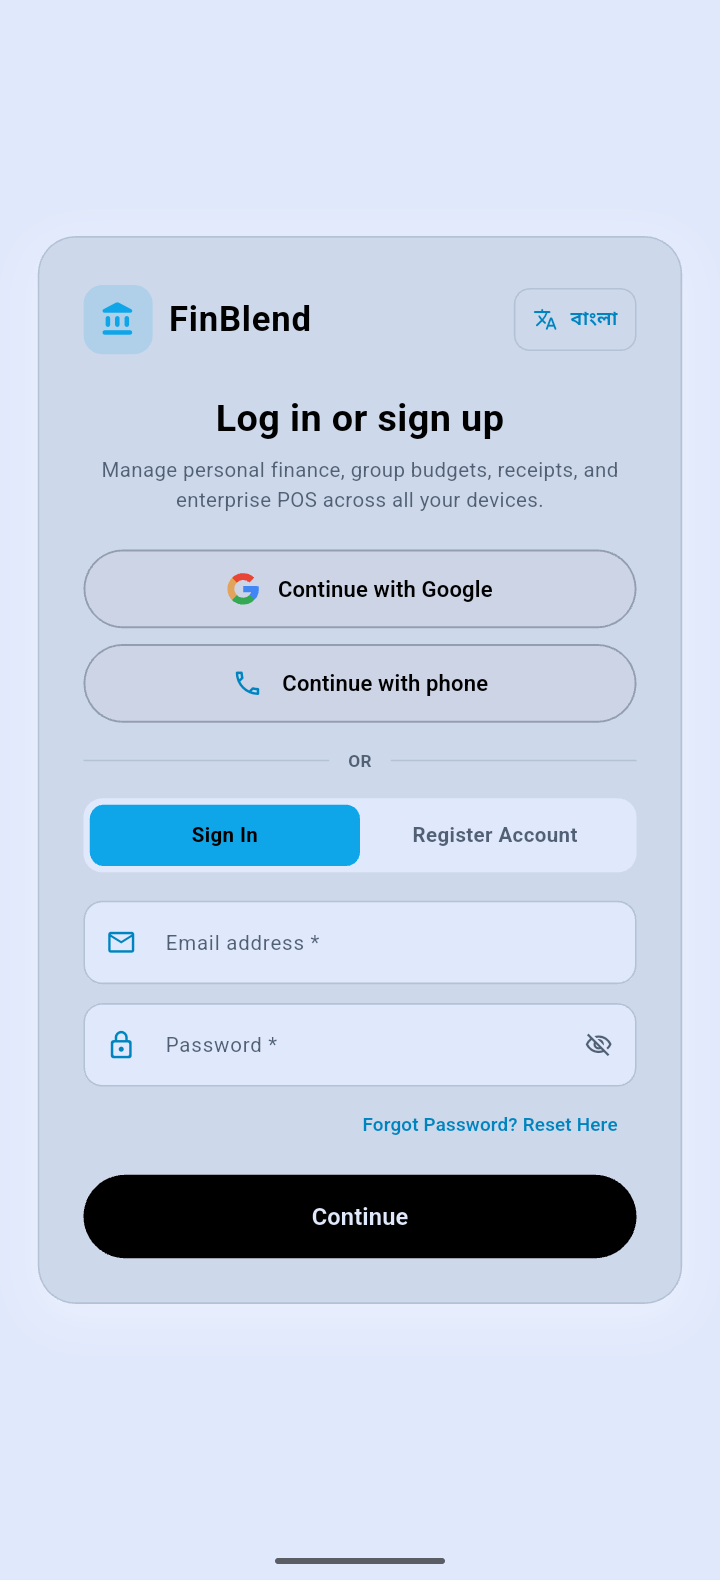 FinBlend
বাংলা
Log in or sign up
Manage personal finance, group budgets, receipts, and
enterprise POS across all your devices.
Continue with Google
Continue with phone
OR
Sign In
Register Account
Email address *
Password *
Forgot Password? Reset Here
Continue